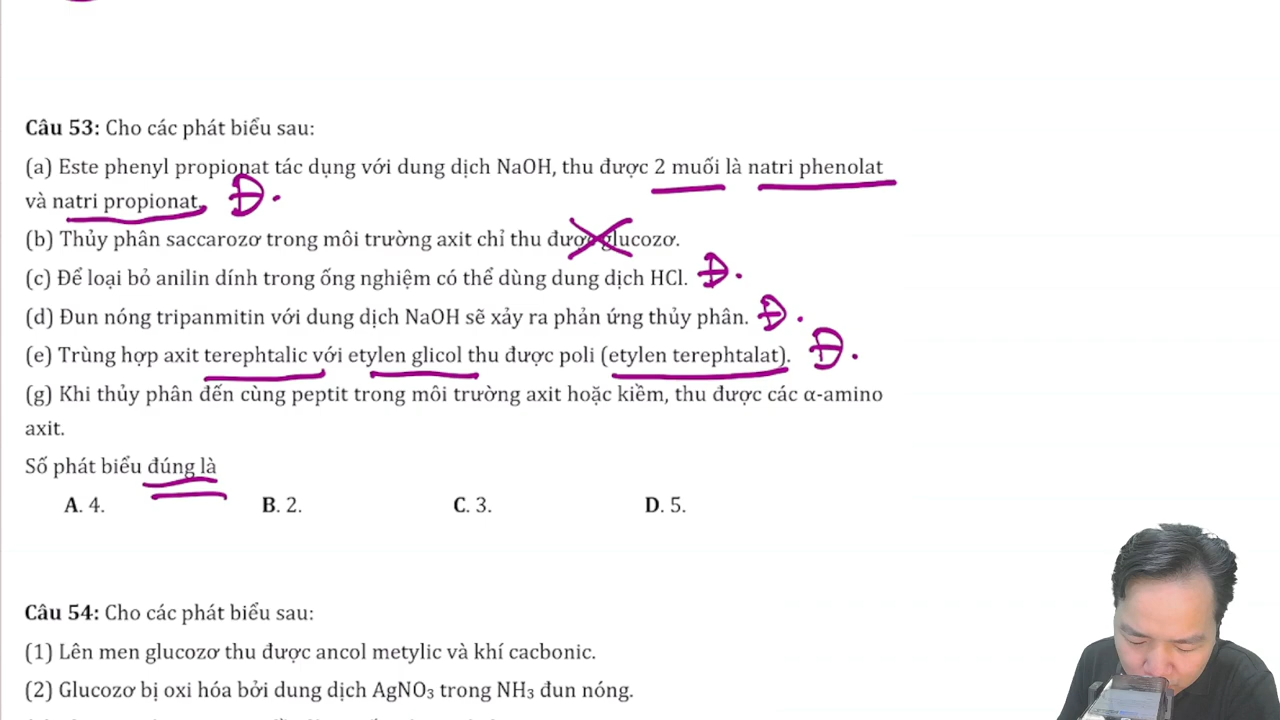 Câu 53: Cho các phát biểu sau:
(a) Este phenyl propionat tác dụng với dung dịch NaOH, thu được 2 muối là natri phenolat
và natri propionat. Đ.
(b) Thủy phân saccarozơ trong môi trường axit chỉ thu được glucozơ.
(c) Để loại bỏ anilin dính trong ống nghiệm có thể dùng dung dịch HCl. Đ.
(d) Đun nóng tripanmitin với dung dịch NaOH sẽ xảy ra phản ứng thủy phân. Đ.
(e) Trùng hợp axit terephtalic với etylen glicol thu được poli (etylen terephtalat). Đ.
(g) Khi thủy phân đến cùng peptit trong môi trường axit hoặc kiềm, thu được các α-amino
axit.
Số phát biểu đúng là
A. 4. B. 2. C. 3. D. 5.
Câu 54: Cho các phát biểu sau:
(1) Lên men glucozơ thu được ancol metylic và khí cacbonic.
(2) Glucozơ bị oxi hóa bởi dung dịch AgNO₃ trong NH₃ đun nóng.